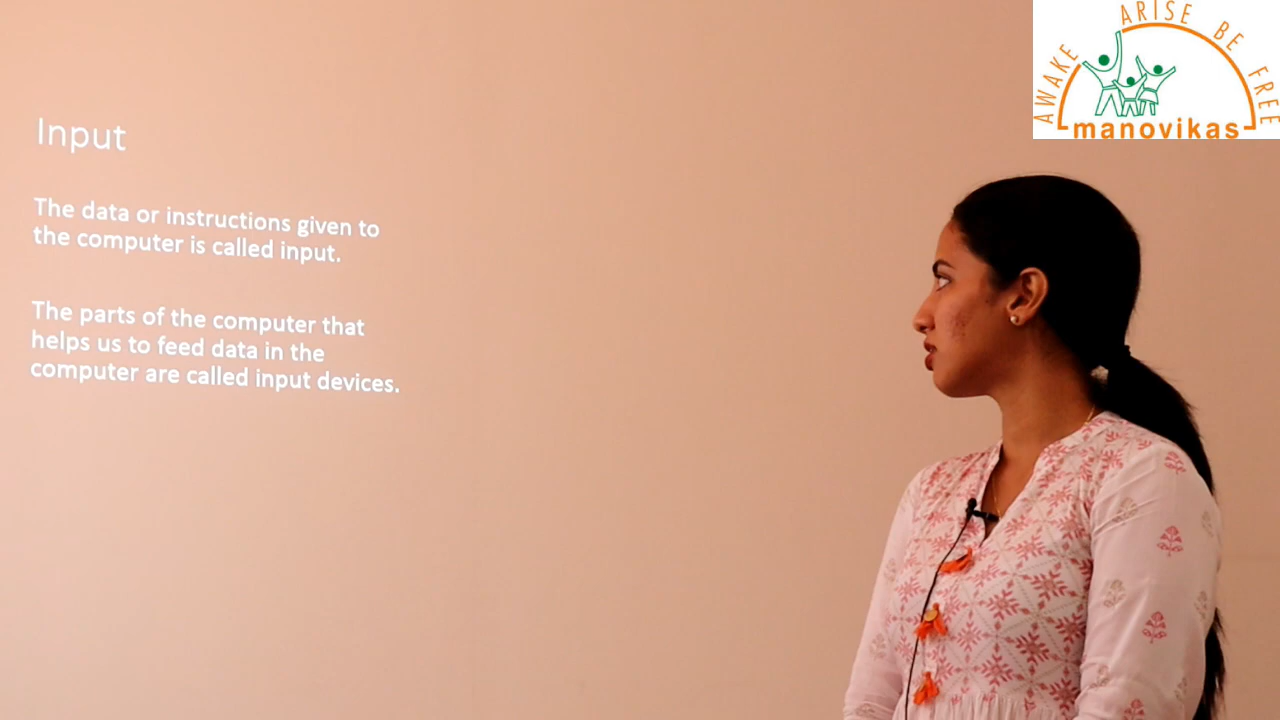 AWAKE ARISE BE FREE
manovikas
Input
The data or instructions given to
the computer is called input.
The parts of the computer that
helps us to feed data in the
computer are called input devices.